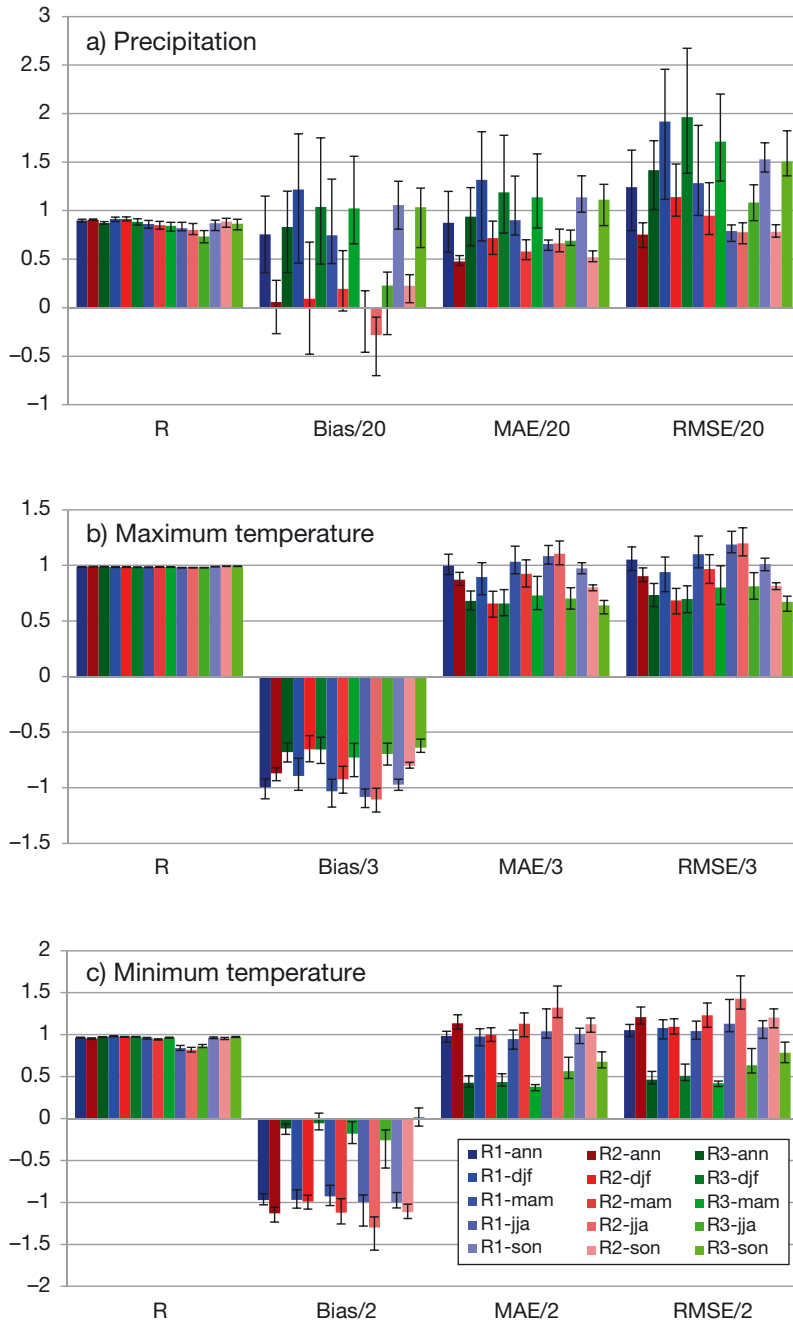 3
a) Precipitation
2.5
2
1.5
1
0.5
0
–0.5
–1
R Bias/20 MAE/20 RMSE/20
1.5
b) Maximum temperature
1
0.5
0
–0.5
–1
–1.5
R Bias/3 MAE/3 RMSE/3
2
c) Minimum temperature
1.5
1
0.5
0
–0.5
–1
–1.5
–2
R1-ann R2-ann R3-ann
R1-djf R2-djf R3-djf
R1-mam R2-mam R3-mam
R1-jja R2-jja R3-jja
R1-son R2-son R3-son
R Bias/2 MAE/2 RMSE/2